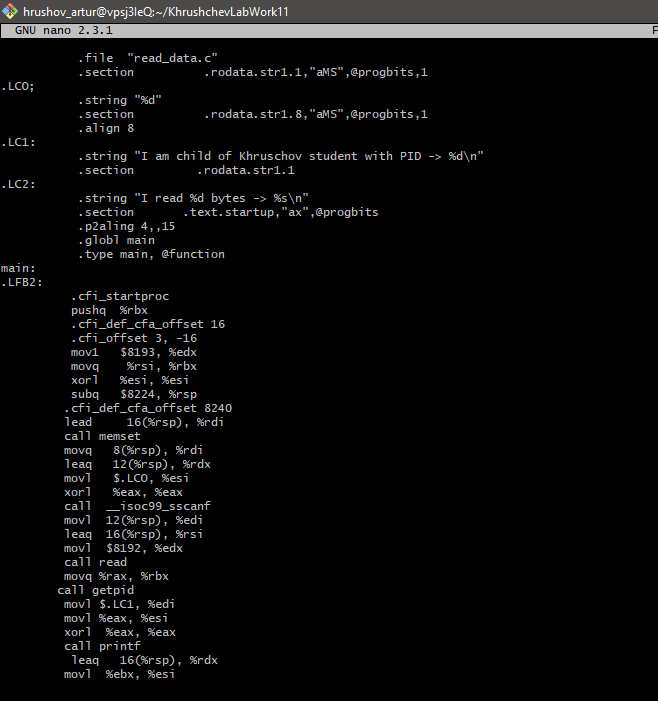 hrushov_artur@vpsj3leQ:~/KhrushchevLabWork11
GNU nano 2.3.1 F
.file "read_data.c"
.section .rodata.str1.1,"aMS",@progbits,1
.LCO;
.string "%d"
.section .rodata.str1.8,"aMS",@progbits,1
.align 8
.LC1:
.string "I am child of Khruschov student with PID -> %d\n"
.section .rodata.str1.1
.LC2:
.string "I read %d bytes -> %s\n"
.section .text.startup,"ax",@progbits
.p2aling 4,,15
.globl main
.type main, @function
main:
.LFB2:
.cfi_startproc
pushq %rbx
.cfi_def_cfa_offset 16
.cfi_offset 3, -16
mov1 $8193, %edx
movq %rsi, %rbx
xorl %esi, %esi
subq $8224, %rsp
.cfi_def_cfa_offset 8240
lead 16(%rsp), %rdi
call memset
movq 8(%rsp), %rdi
leaq 12(%rsp), %rdx
movl $.LCO, %esi
xorl %eax, %eax
call __isoc99_sscanf
movl 12(%rsp), %edi
leaq 16(%rsp), %rsi
movl $8192, %edx
call read
movq %rax, %rbx
call getpid
movl $.LC1, %edi
movl %eax, %esi
xorl %eax, %eax
call printf
leaq 16(%rsp), %rdx
movl %ebx, %esi